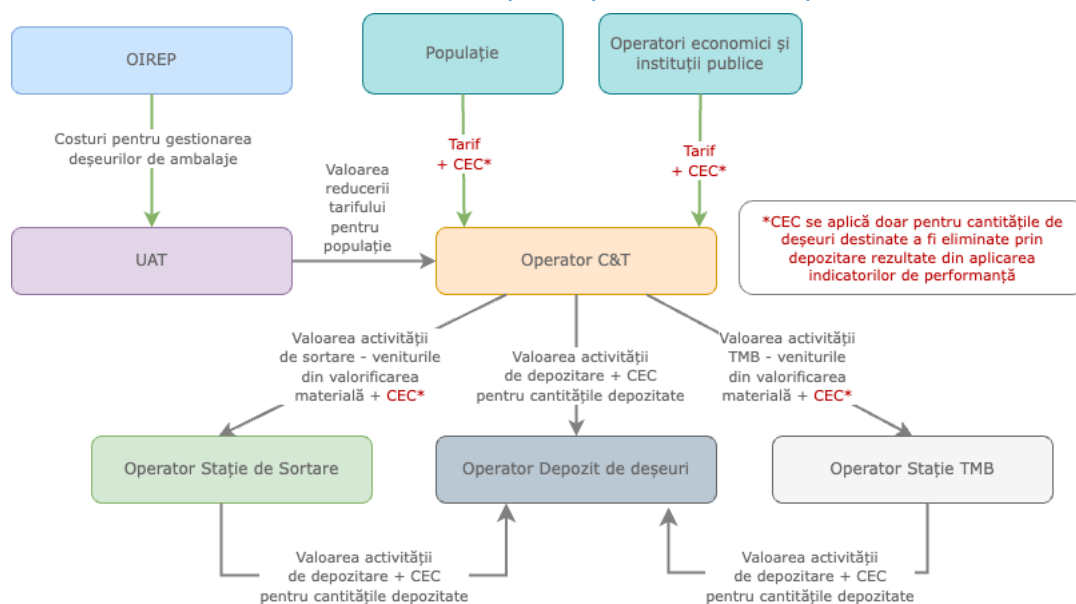 OIREP
Populație
Operatori economici și
instituții publice
Costuri pentru gestionarea
deșeurilor de ambalaje
Valoarea
reducerii
tarifului
pentru
populație
Tarif
+ CEC*
Tarif
+ CEC*
UAT
Operator C&T
*CEC se aplică doar pentru cantitățile de
deșeuri destinate a fi eliminate prin
depozitare rezultate din aplicarea
indicatorilor de performanță
Valoarea activității
de sortare - veniturile
din valorificarea
materială + CEC*
Valoarea activității
de depozitare + CEC
pentru cantitățile depozitate
Valoarea activității
TMB - veniturile
din valorificarea
materială + CEC*
Operator Stație de Sortare
Operator Depozit de deșeuri
Operator Stație TMB
Valoarea activității
de depozitare + CEC
pentru cantitățile depozitate
Valoarea activității
de depozitare + CEC
pentru cantitățile depozitate